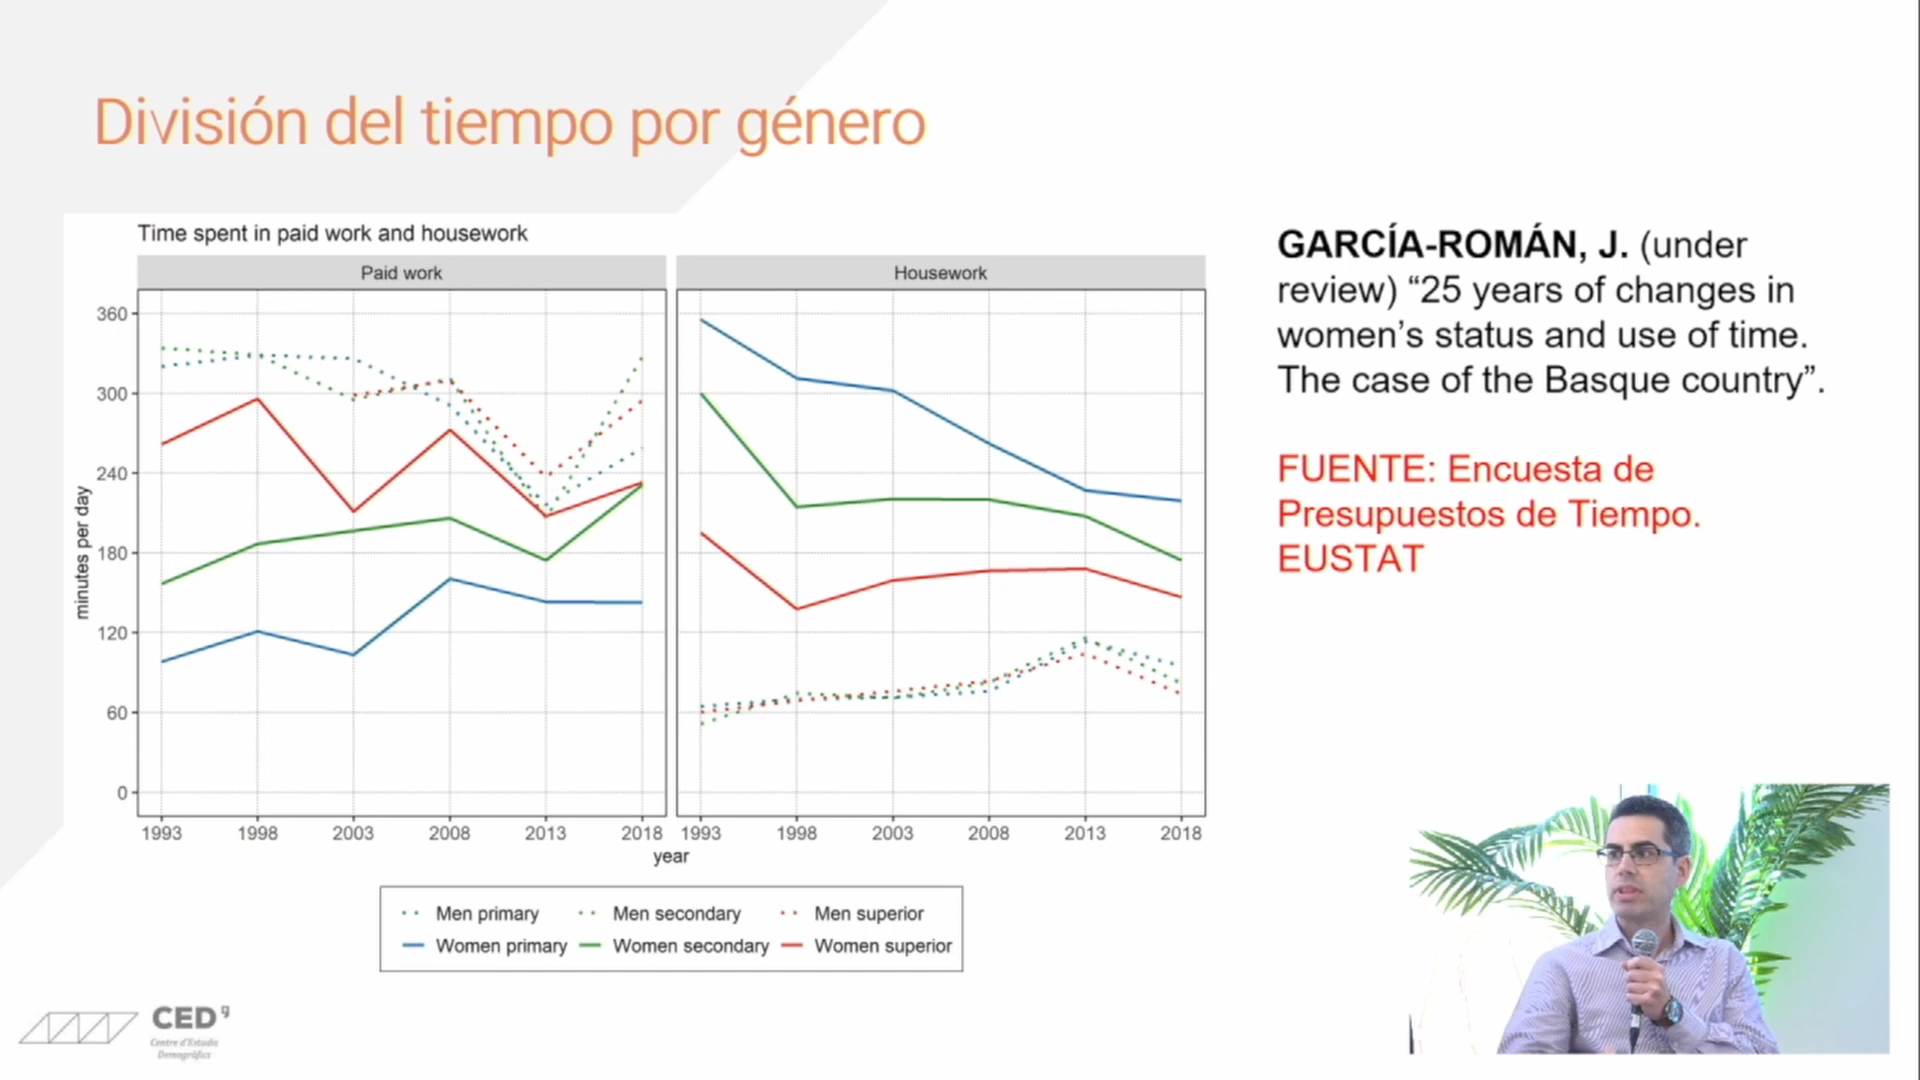 División del tiempo por género
Time spent in paid work and housework
Paid work
Housework
minutes per day
360
300
240
180
120
60
0
1993
1998
2003
2008
2013
2018
1993
1998
2003
2008
2013
2018
year
Men primary
Men secondary
Men superior
Women primary
Women secondary
Women superior
GARCÍA-ROMÁN, J. (under
review) “25 years of changes in
women’s status and use of time.
The case of the Basque country”.
FUENTE: Encuesta de
Presupuestos de Tiempo.
EUSTAT
CED⁹
Centre d'Estudis
Demogràfics